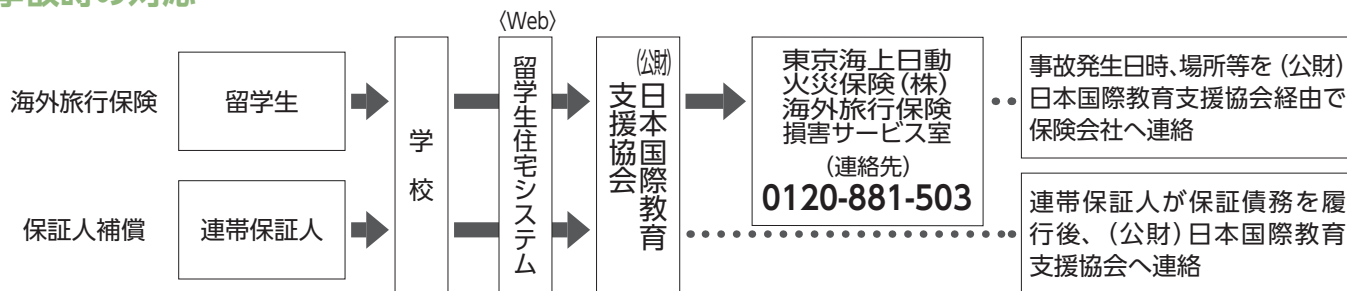 事故時の対応
〈Web〉
海外旅行保険
留学生
保証人補償
連帯保証人
学校
留学生住宅システム
(公財)
日本国際教育
支援協会
東京海上日動
火災保険(株)
海外旅行保険
損害サービス室
(連絡先)
0120-881-503
事故発生日時、場所等を(公財)
日本国際教育支援協会経由で
保険会社へ連絡
連帯保証人が保証債務を履
行後、(公財)日本国際教育
支援協会へ連絡